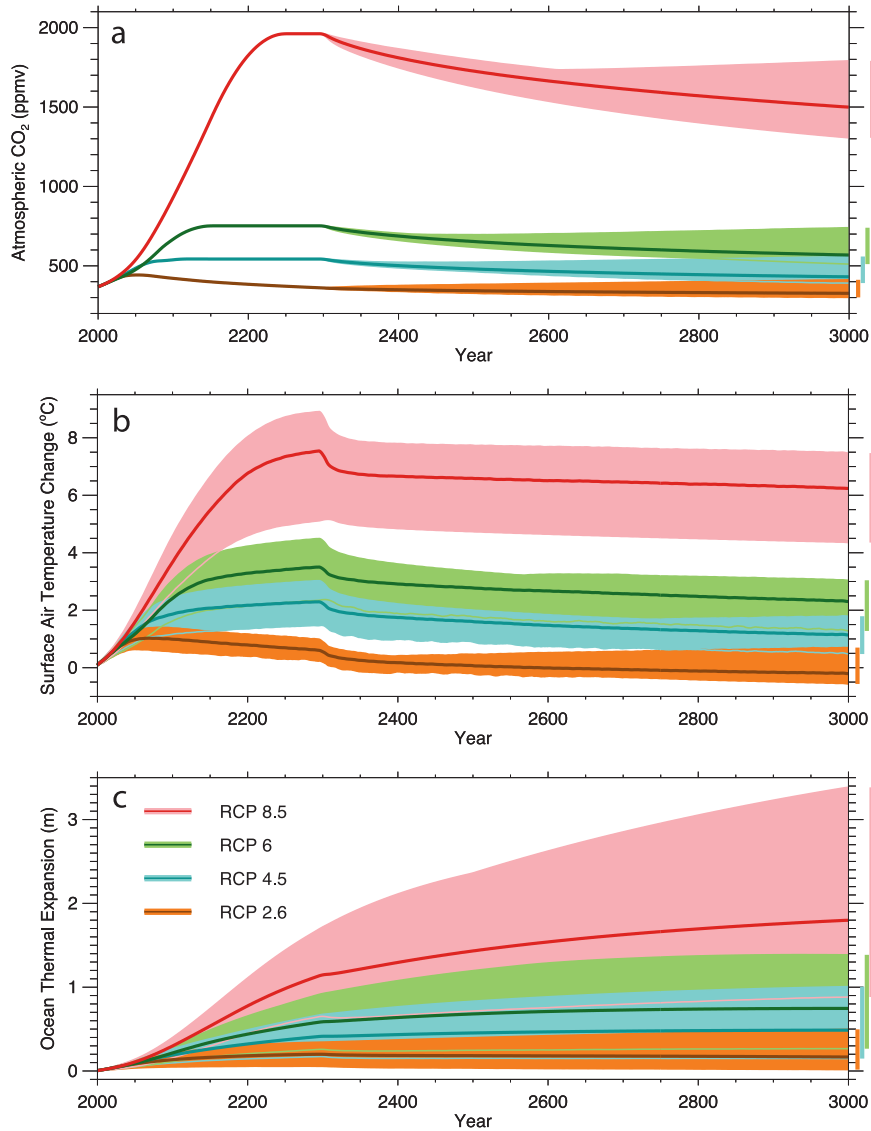 a
2000
1500
1000
500
Atmospheric CO2 (ppmv)
2000 2200 2400 2600 2800 3000
Year
b
8
6
4
2
0
Surface Air Temperature Change (ºC)
2000 2200 2400 2600 2800 3000
Year
c
3
2
1
0
Ocean Thermal Expansion (m)
RCP 8.5
RCP 6
RCP 4.5
RCP 2.6
2000 2200 2400 2600 2800 3000
Year